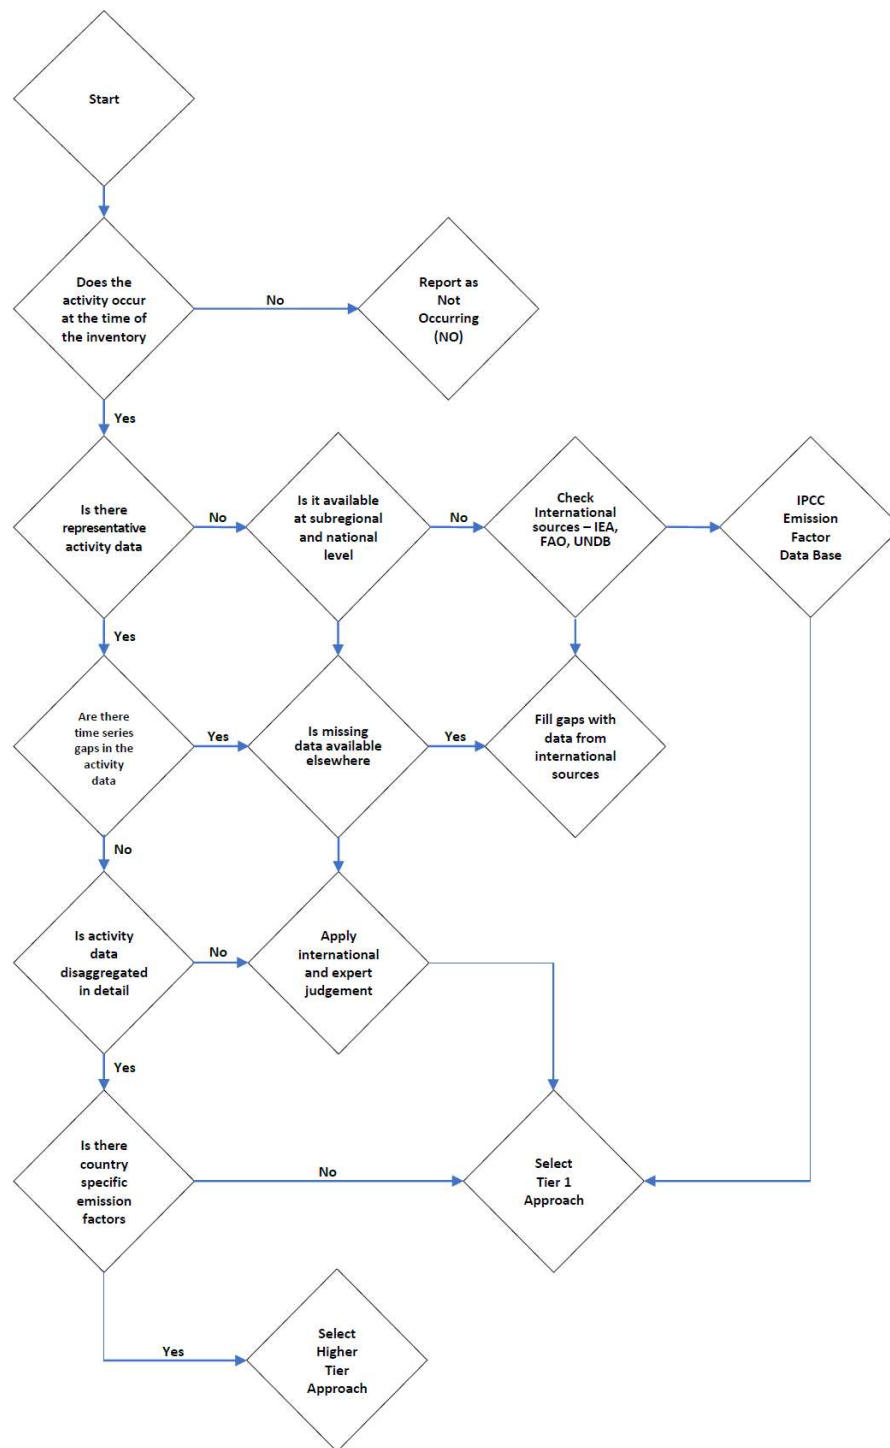 Start
Does the
activity occur
at the time of
the inventory
No
Report as
Not
Occurring
(NO)
Yes
Is there
representative
activity data
No
Is it available
at subregional
and national
level
No
Check
International
sources – IEA,
FAO, UNDB
IPCC
Emission
Factor
Data Base
Yes
Are there
time series
gaps in the
activity
data
Yes
Is missing
data available
elsewhere
Yes
Fill gaps with
data from
international
sources
No
Is activity
data
disaggregated
in detail
No
Apply
international
and expert
judgement
Yes
Is there
country
specific
emission
factors
No
Select
Tier 1
Approach
Yes
Select
Higher
Tier
Approach